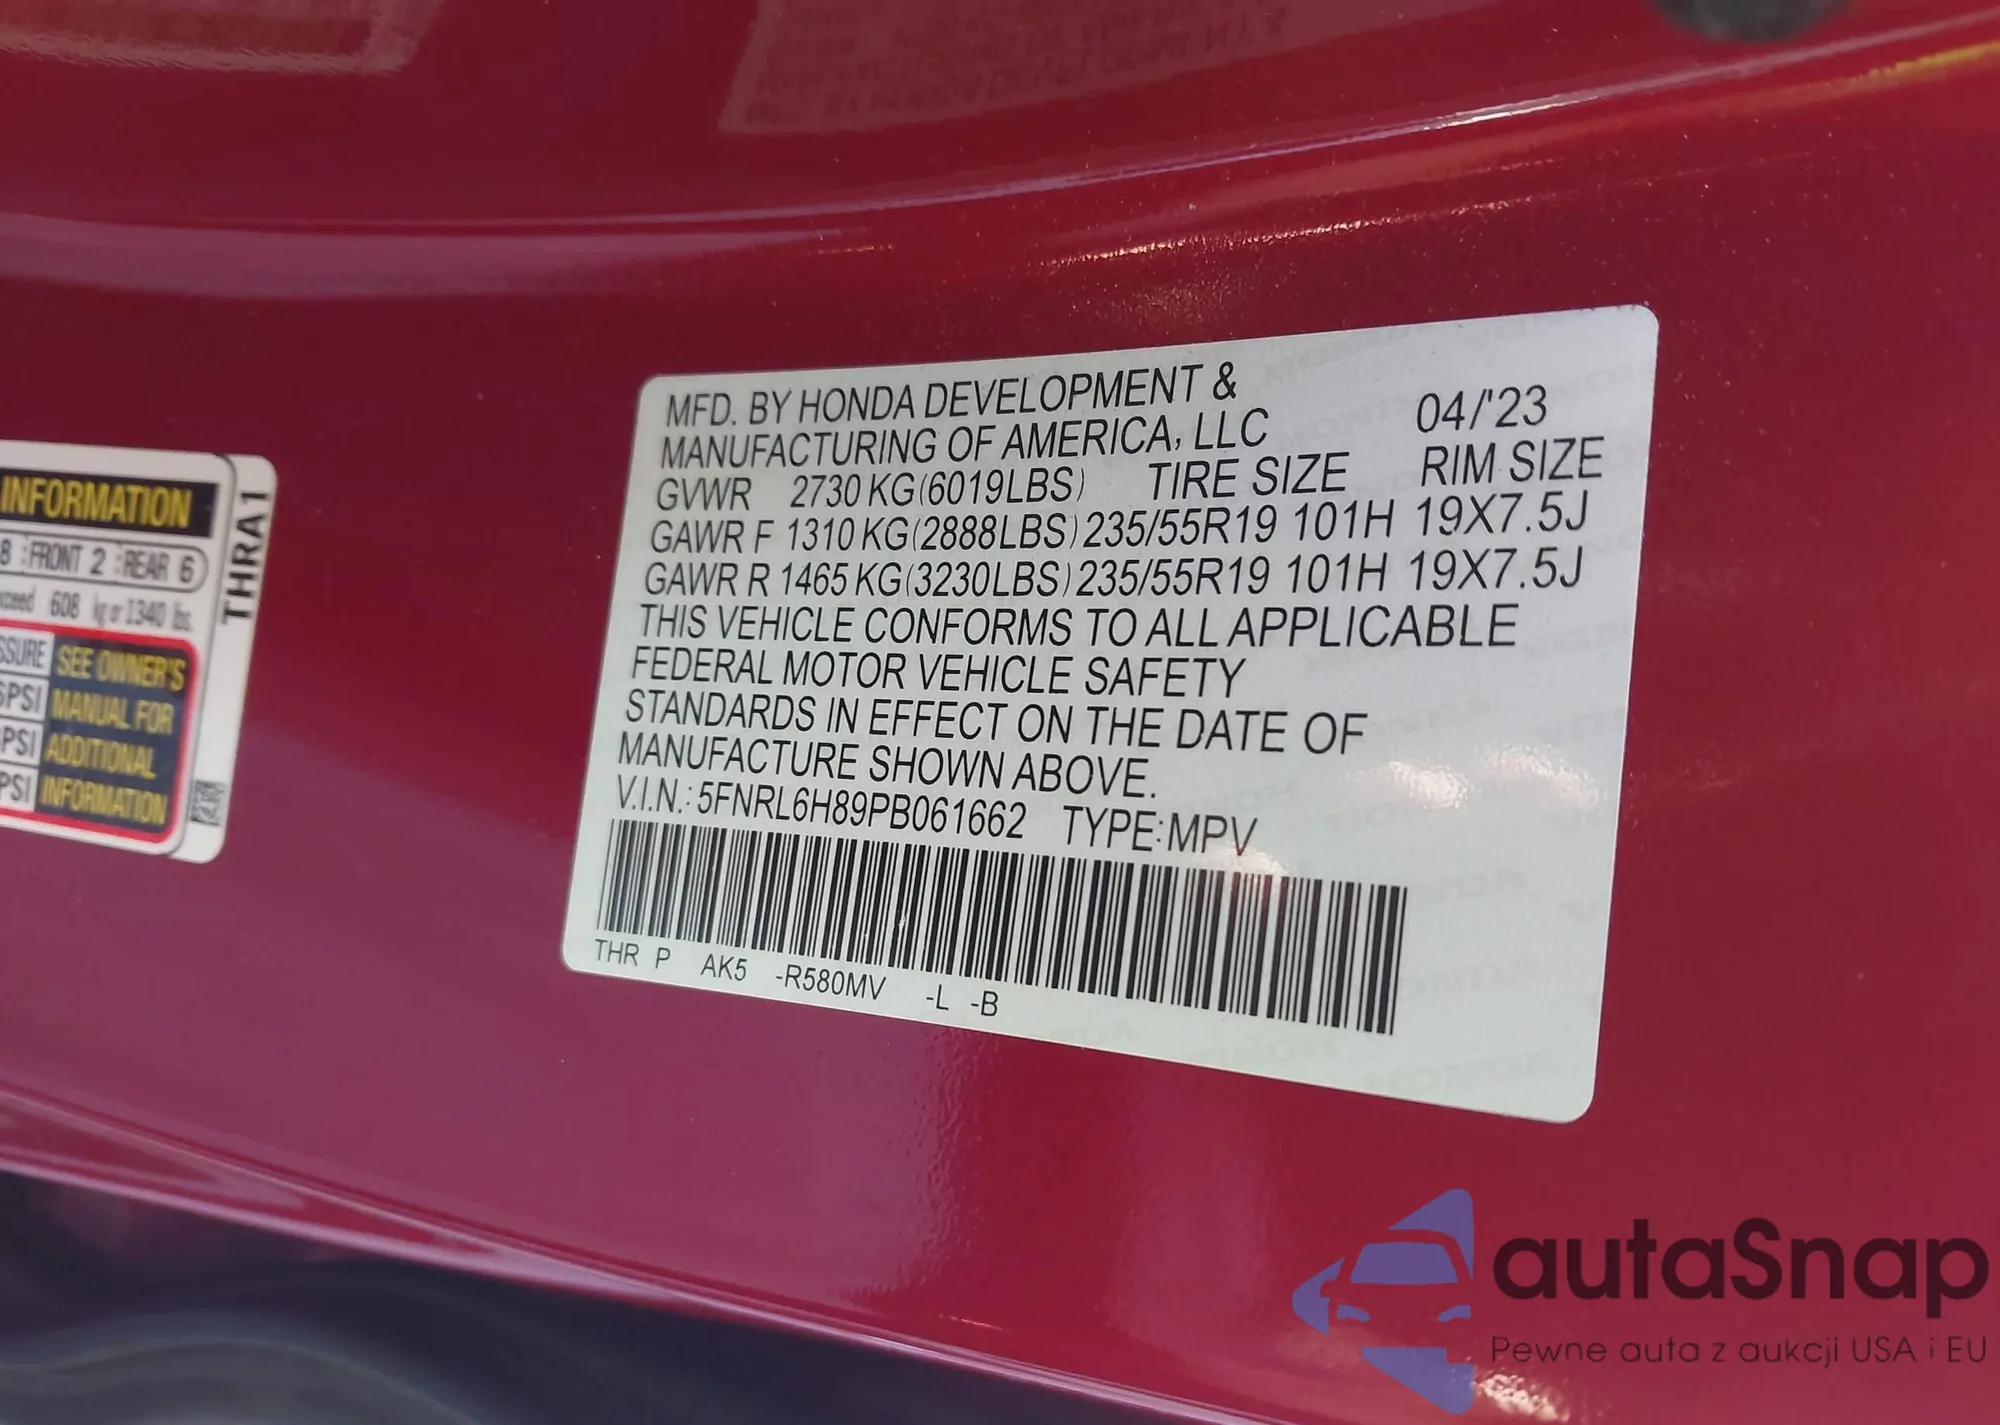 INFORMATION
8 FRONT 2 REAR 6
608 kg or 1340 lbs.
SEE OWNER'S
PSI MANUAL FOR
PSI ADDITIONAL
PSI INFORMATION
THRA1
MFD. BY HONDA DEVELOPMENT &
MANUFACTURING OF AMERICA, LLC 04/'23
GVWR 2730 KG(6019LBS) TIRE SIZE RIM SIZE
GAWR F 1310 KG(2888LBS) 235/55R19 101H 19X7.5J
GAWR R 1465 KG(3230LBS) 235/55R19 101H 19X7.5J
THIS VEHICLE CONFORMS TO ALL APPLICABLE
FEDERAL MOTOR VEHICLE SAFETY
STANDARDS IN EFFECT ON THE DATE OF
MANUFACTURE SHOWN ABOVE.
V.I.N.: 5FNRL6H89PB061662 TYPE:MPV
THR P AK5 -R580MV -L -B
autaSnap
Pewne auta z aukcji USA i EU